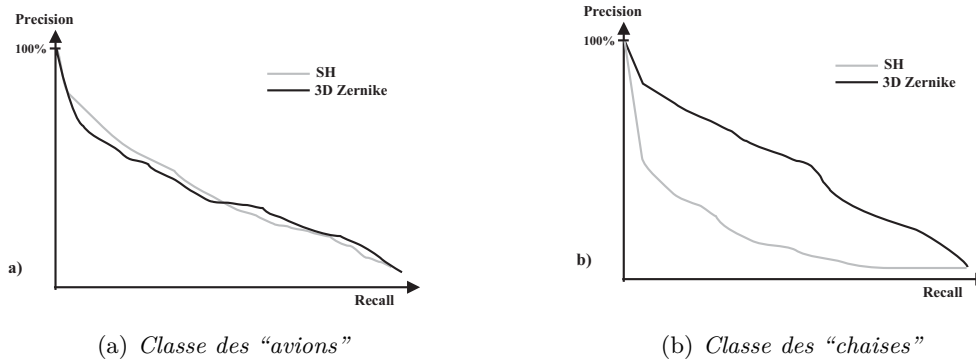 Precision
100%
SH
3D Zernike
a)
Recall
(a) Classe des “avions”
Precision
100%
SH
3D Zernike
b)
Recall
(b) Classe des “chaises”